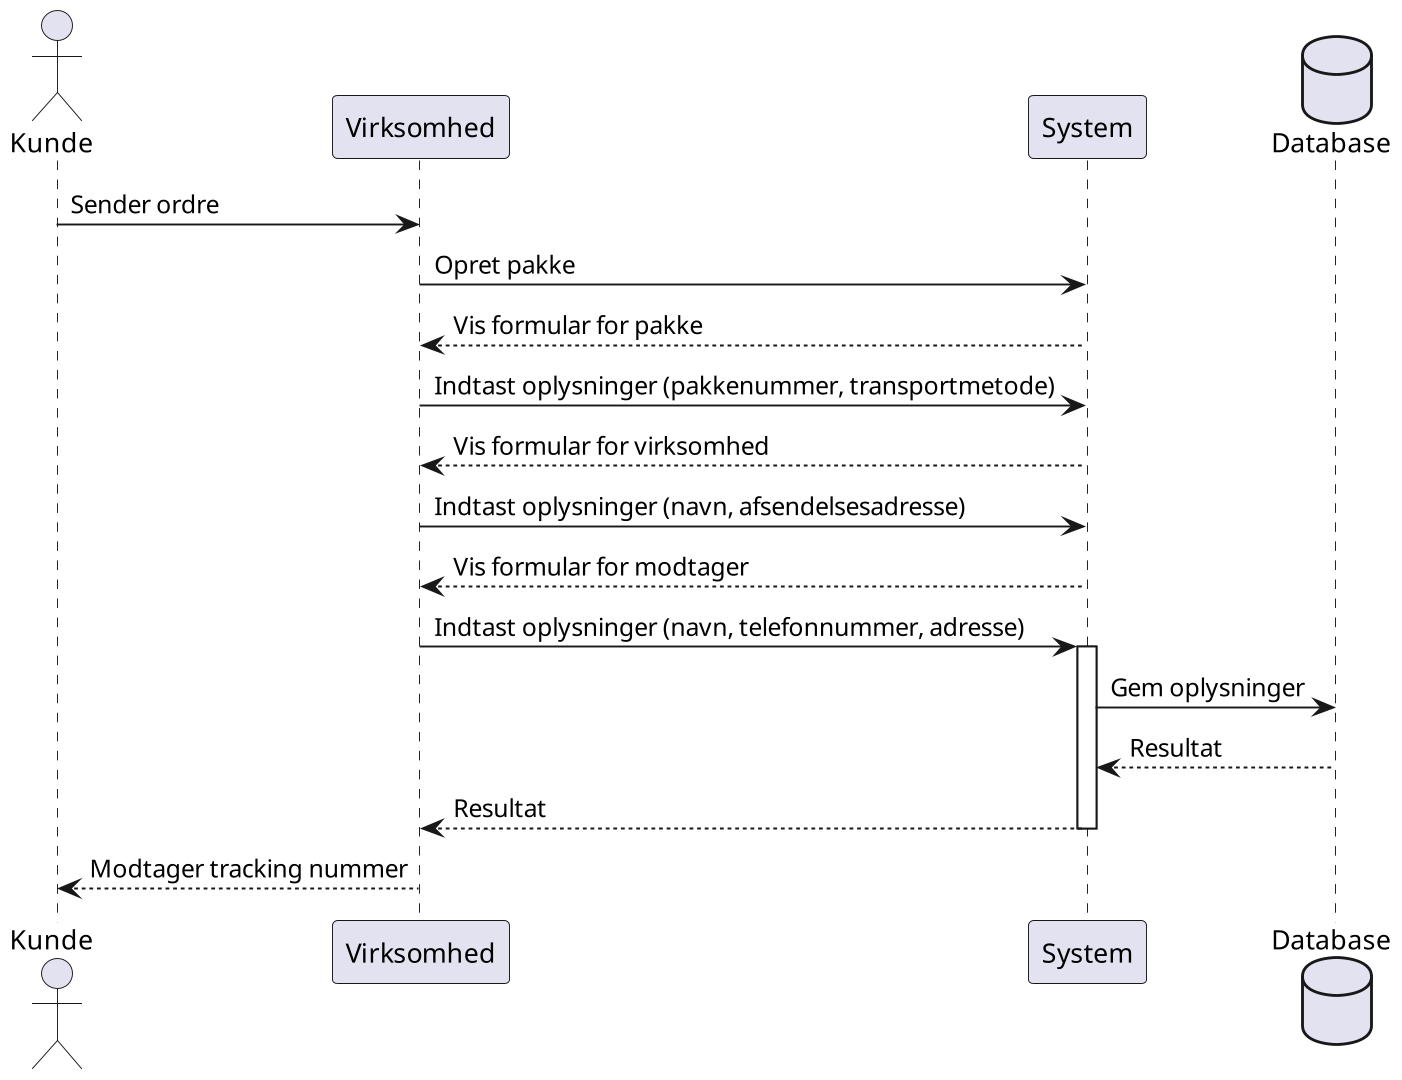 Kunde
Virksomhed
System
Database
Sender ordre
Opret pakke
Vis formular for pakke
Indtast oplysninger (pakkenummer, transportmetode)
Vis formular for virksomhed
Indtast oplysninger (navn, afsendelsesadresse)
Vis formular for modtager
Indtast oplysninger (navn, telefonnummer, adresse)
Gem oplysninger
Resultat
Resultat
Modtager tracking nummer
Kunde
Virksomhed
System
Database